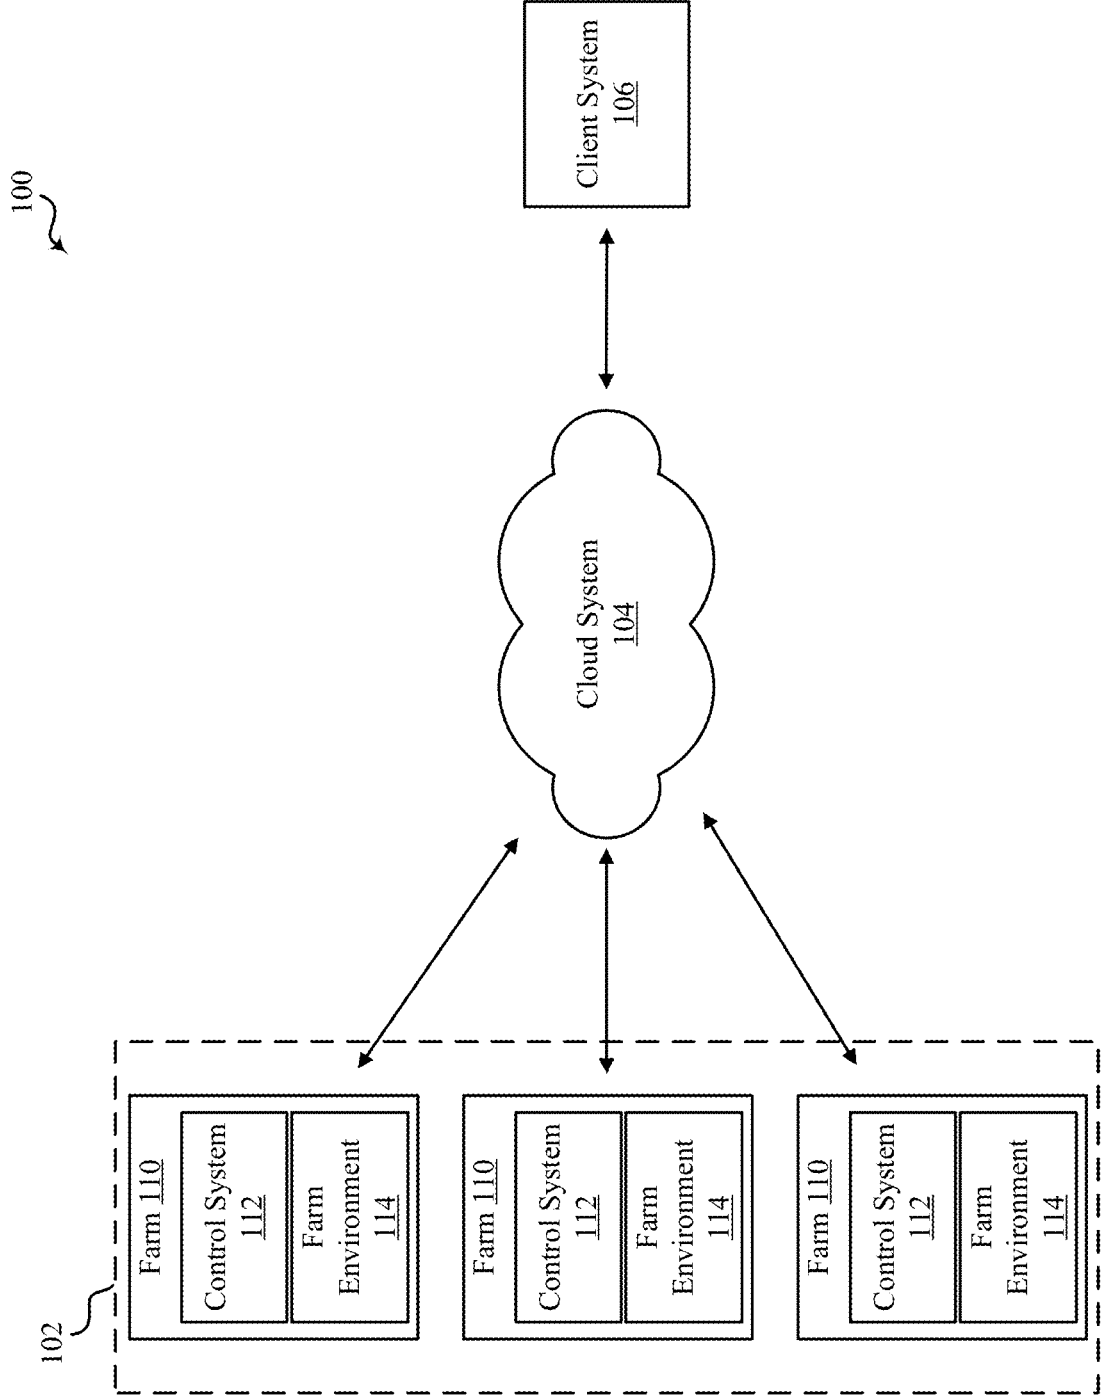 100
102
Farm 110
Control System
112
Farm
Environment
114
Farm 110
Control System
112
Farm
Environment
114
Farm 110
Control System
112
Farm
Environment
114
Cloud System
104
Client System
106